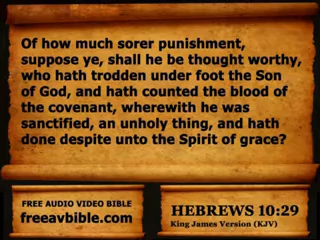 Of how much sorer punishment,
suppose ye, shall he be thought worthy,
who hath trodden under foot the Son
of God, and hath counted the blood of
the covenant, wherewith he was
sanctified, an unholy thing, and hath
done despite unto the Spirit of grace?
FREE AUDIO VIDEO BIBLE
freeavbible.com
HEBREWS 10:29
King James Version (KJV)